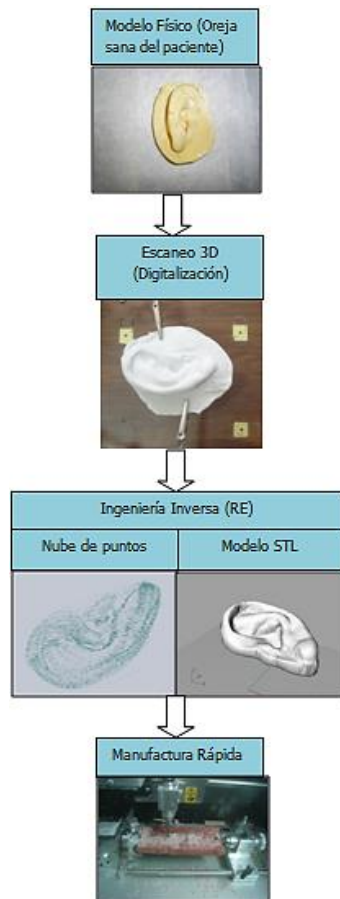 Modelo Físico (Oreja
sana del paciente)
Escaneo 3D
(Digitalización)
Ingeniería Inversa (RE)
Nube de puntos
Modelo STL
Manufactura Rápida